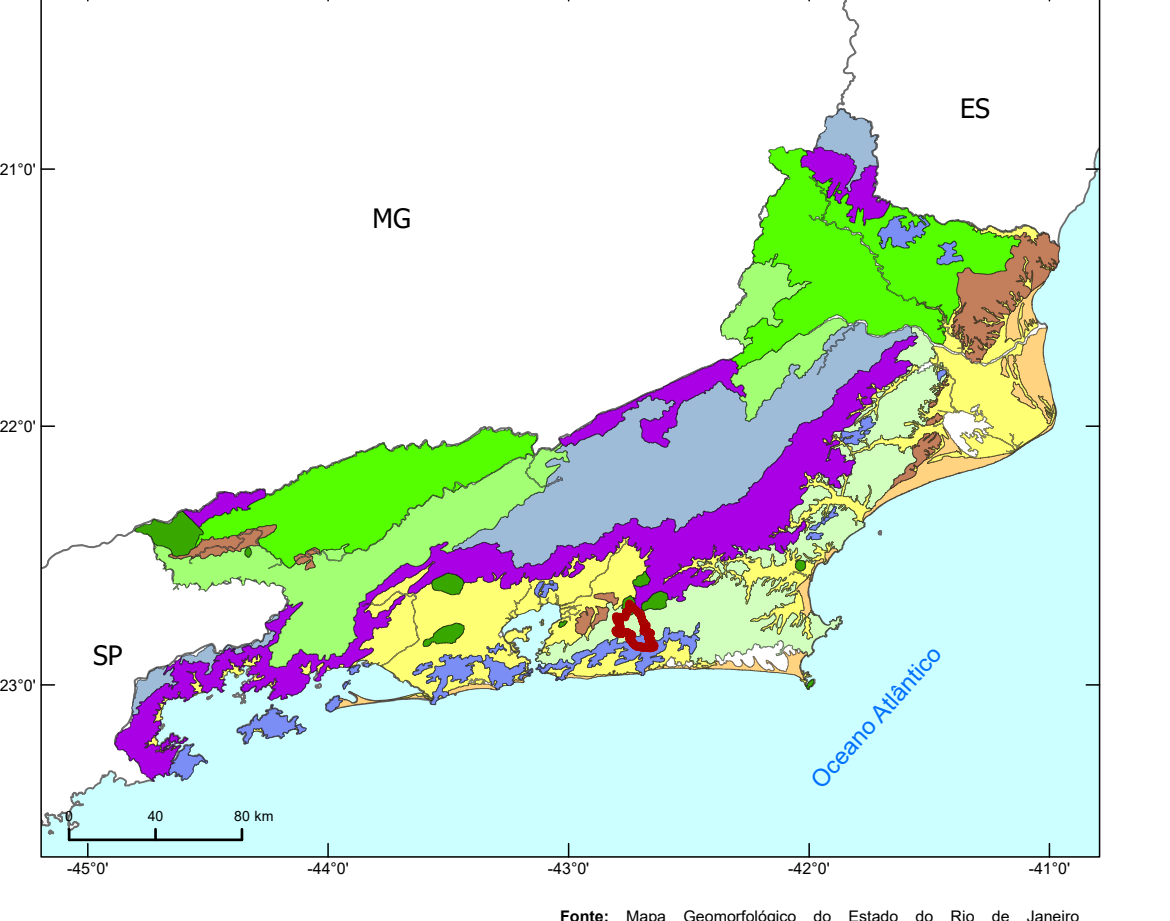 ES
21°0'
MG
22°0'
SP
23°0'
Oceano Atlântico
0 40 80 km
-45°0' -44°0' -43°0' -42°0' -41°0'
Fonte: Mapa Geomorfológico do Estado do Rio de Janeiro